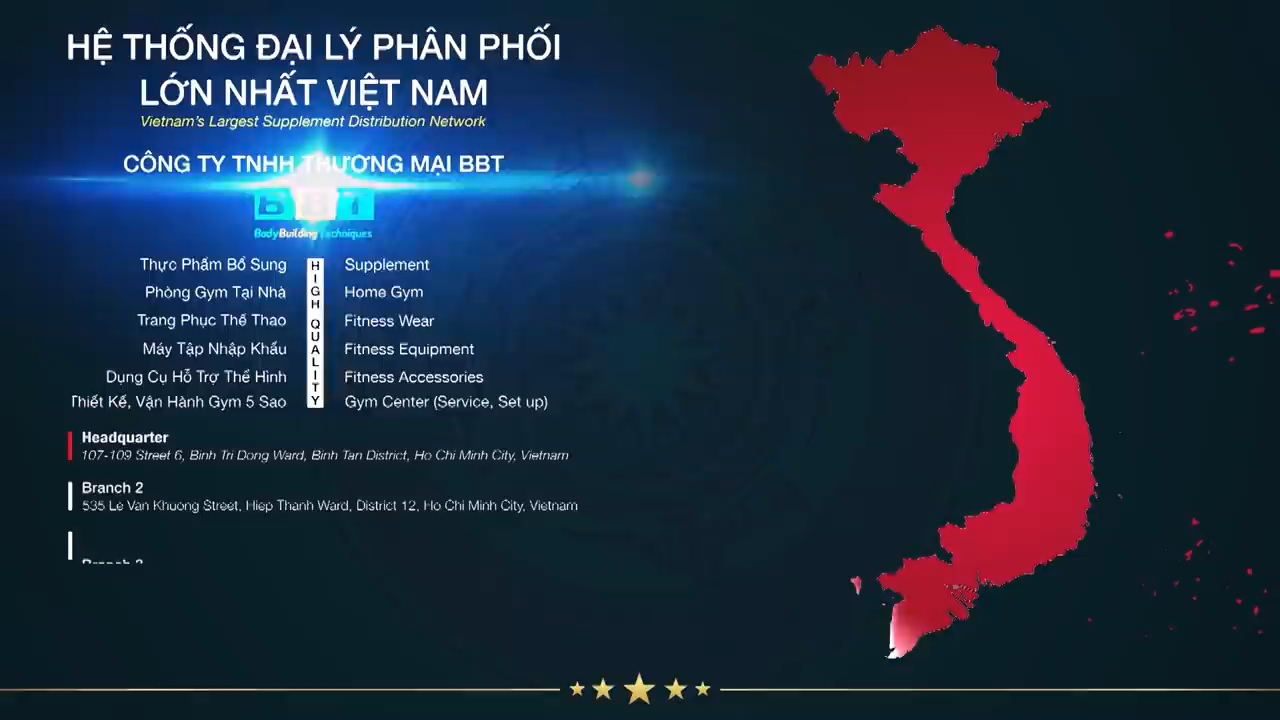 HỆ THỐNG ĐẠI LÝ PHÂN PHỐI
LỚN NHẤT VIỆT NAM
Vietnam's Largest Supplement Distribution Network
CÔNG TY TNHH THƯƠNG MẠI BBT
BBT
BodyBuilding Techniques
Thực Phẩm Bổ Sung
Phòng Gym Tại Nhà
Trang Phục Thể Thao
Máy Tập Nhập Khẩu
Dụng Cụ Hỗ Trợ Thể Hình
Thiết Kế, Vận Hành Gym 5 Sao
HIGH QUALITY
Supplement
Home Gym
Fitness Wear
Fitness Equipment
Fitness Accessories
Gym Center (Service, Set up)
Headquarter
107-109 Street 6, Binh Tri Dong Ward, Binh Tan District, Ho Chi Minh City, Vietnam
Branch 2
535 Le Van Khuong Street, Hiep Thanh Ward, District 12, Ho Chi Minh City, Vietnam